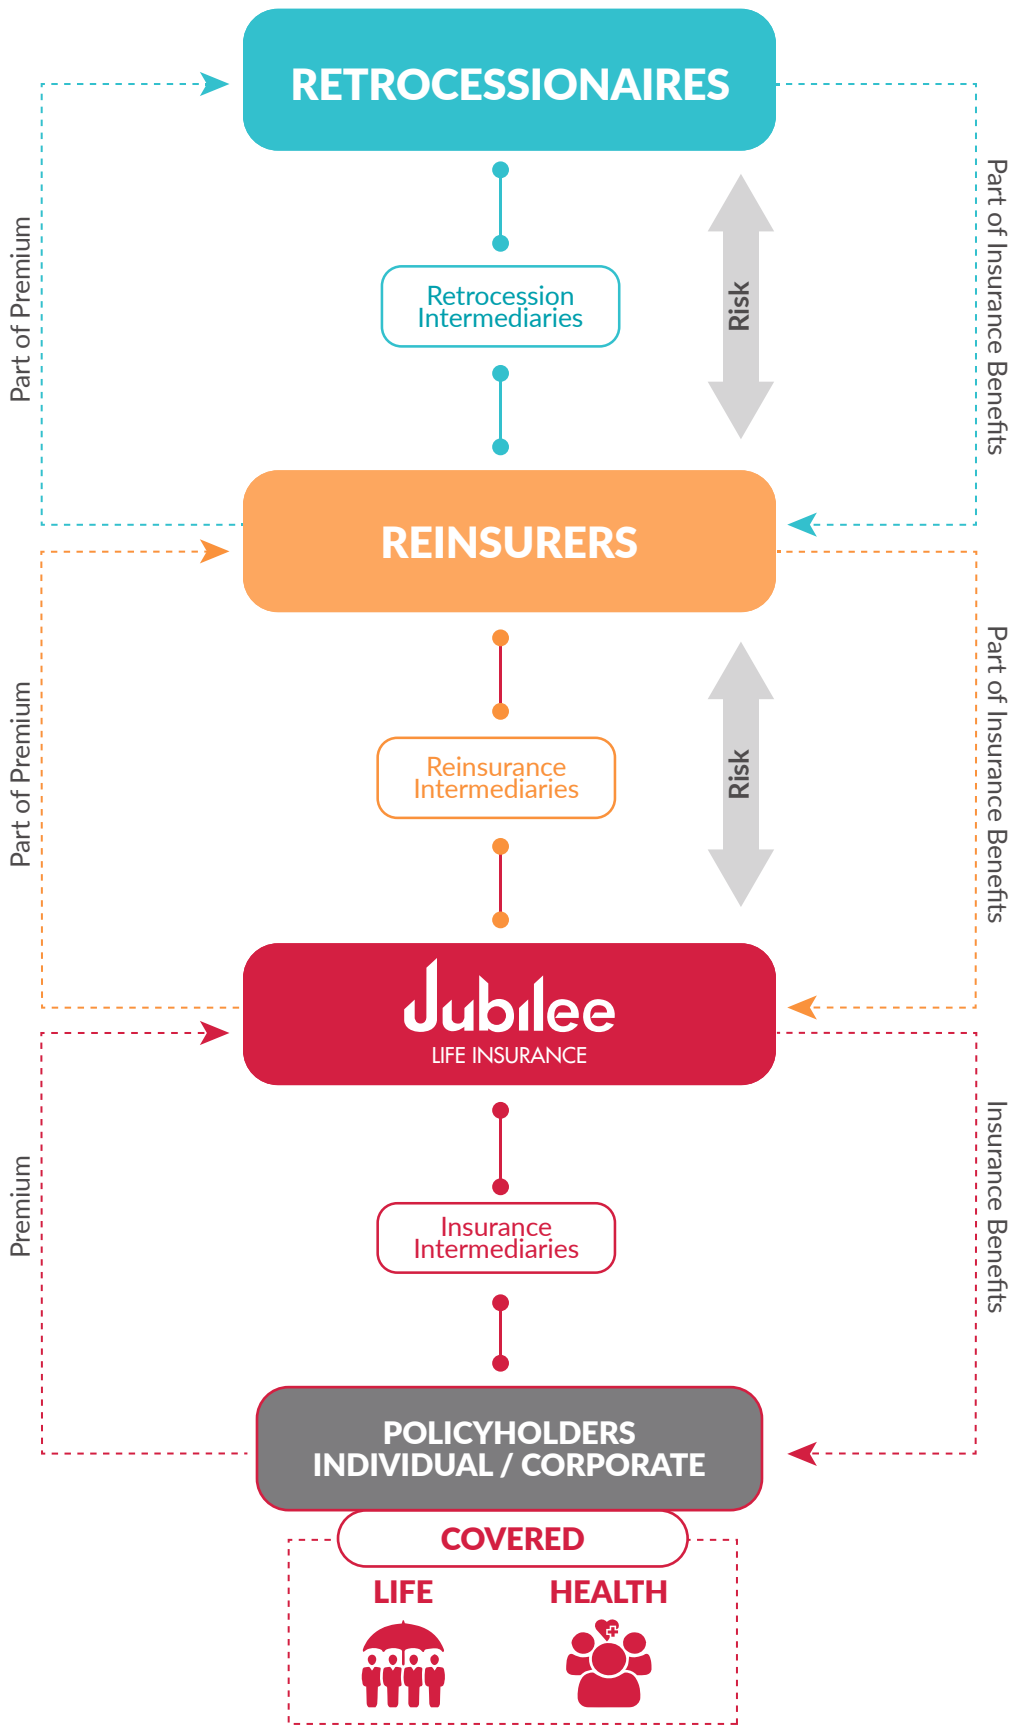 RETROCESSIONAIRES
Part of Premium
Retrocession
Intermediaries
Risk
Part of Insurance Benefits
REINSURERS
Part of Premium
Reinsurance
Intermediaries
Risk
Part of Insurance Benefits
Jubilee
LIFE INSURANCE
Premium
Insurance
Intermediaries
Insurance Benefits
POLICYHOLDERS
INDIVIDUAL / CORPORATE
COVERED
LIFE HEALTH